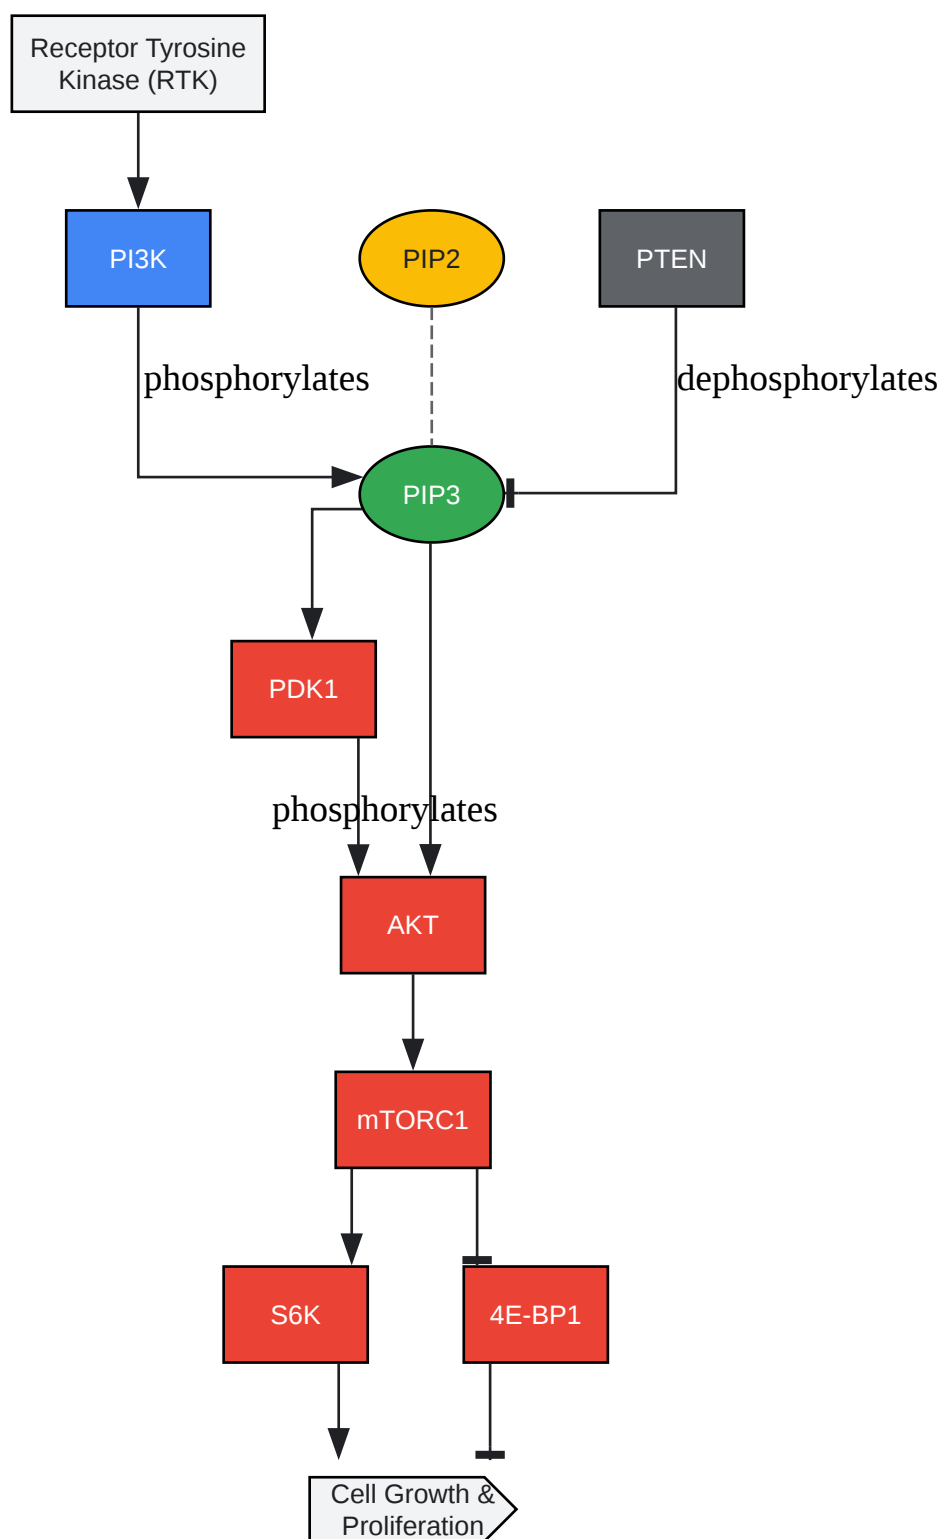 Receptor Tyrosine
Kinase (RTK)
PI3K
PIP2
PTEN
phosphorylates
dephosphorylates
PIP3
PDK1
phosphorylates
AKT
mTORC1
S6K
4E-BP1
Cell Growth &
Proliferation